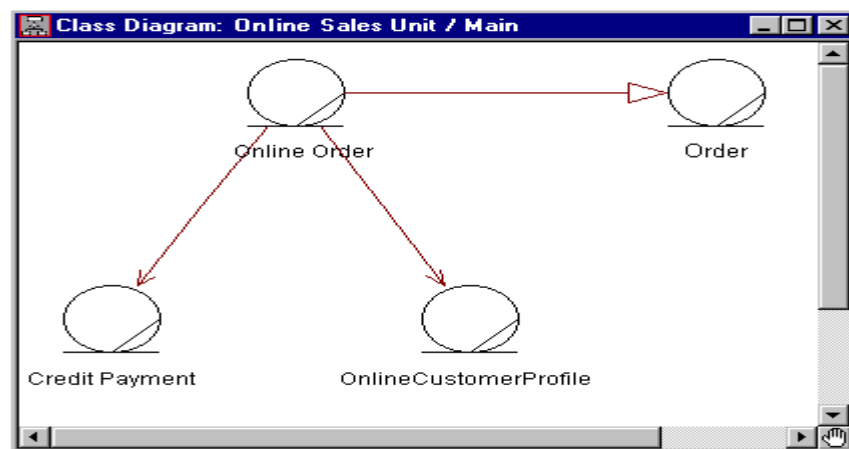 Class Diagram: Online Sales Unit / Main
Online Order
Order
Credit Payment
OnlineCustomerProfile